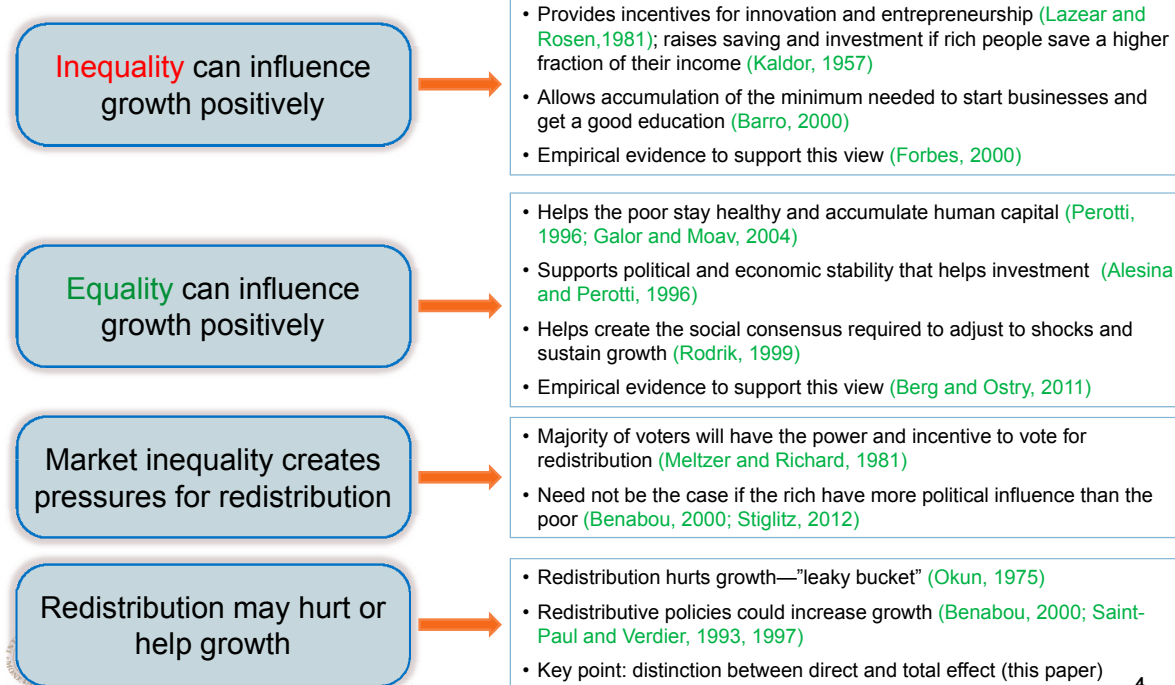 Inequality can influence
growth positively
• Provides incentives for innovation and entrepreneurship (Lazear and
Rosen,1981); raises saving and investment if rich people save a higher
fraction of their income (Kaldor, 1957)
• Allows accumulation of the minimum needed to start businesses and
get a good education (Barro, 2000)
• Empirical evidence to support this view (Forbes, 2000)
Equality can influence
growth positively
• Helps the poor stay healthy and accumulate human capital (Perotti,
1996; Galor and Moav, 2004)
• Supports political and economic stability that helps investment (Alesina
and Perotti, 1996)
• Helps create the social consensus required to adjust to shocks and
sustain growth (Rodrik, 1999)
• Empirical evidence to support this view (Berg and Ostry, 2011)
Market inequality creates
pressures for redistribution
• Majority of voters will have the power and incentive to vote for
redistribution (Meltzer and Richard, 1981)
• Need not be the case if the rich have more political influence than the
poor (Benabou, 2000; Stiglitz, 2012)
Redistribution may hurt or
help growth
• Redistribution hurts growth—”leaky bucket” (Okun, 1975)
• Redistributive policies could increase growth (Benabou, 2000; Saint-
Paul and Verdier, 1993, 1997)
• Key point: distinction between direct and total effect (this paper)